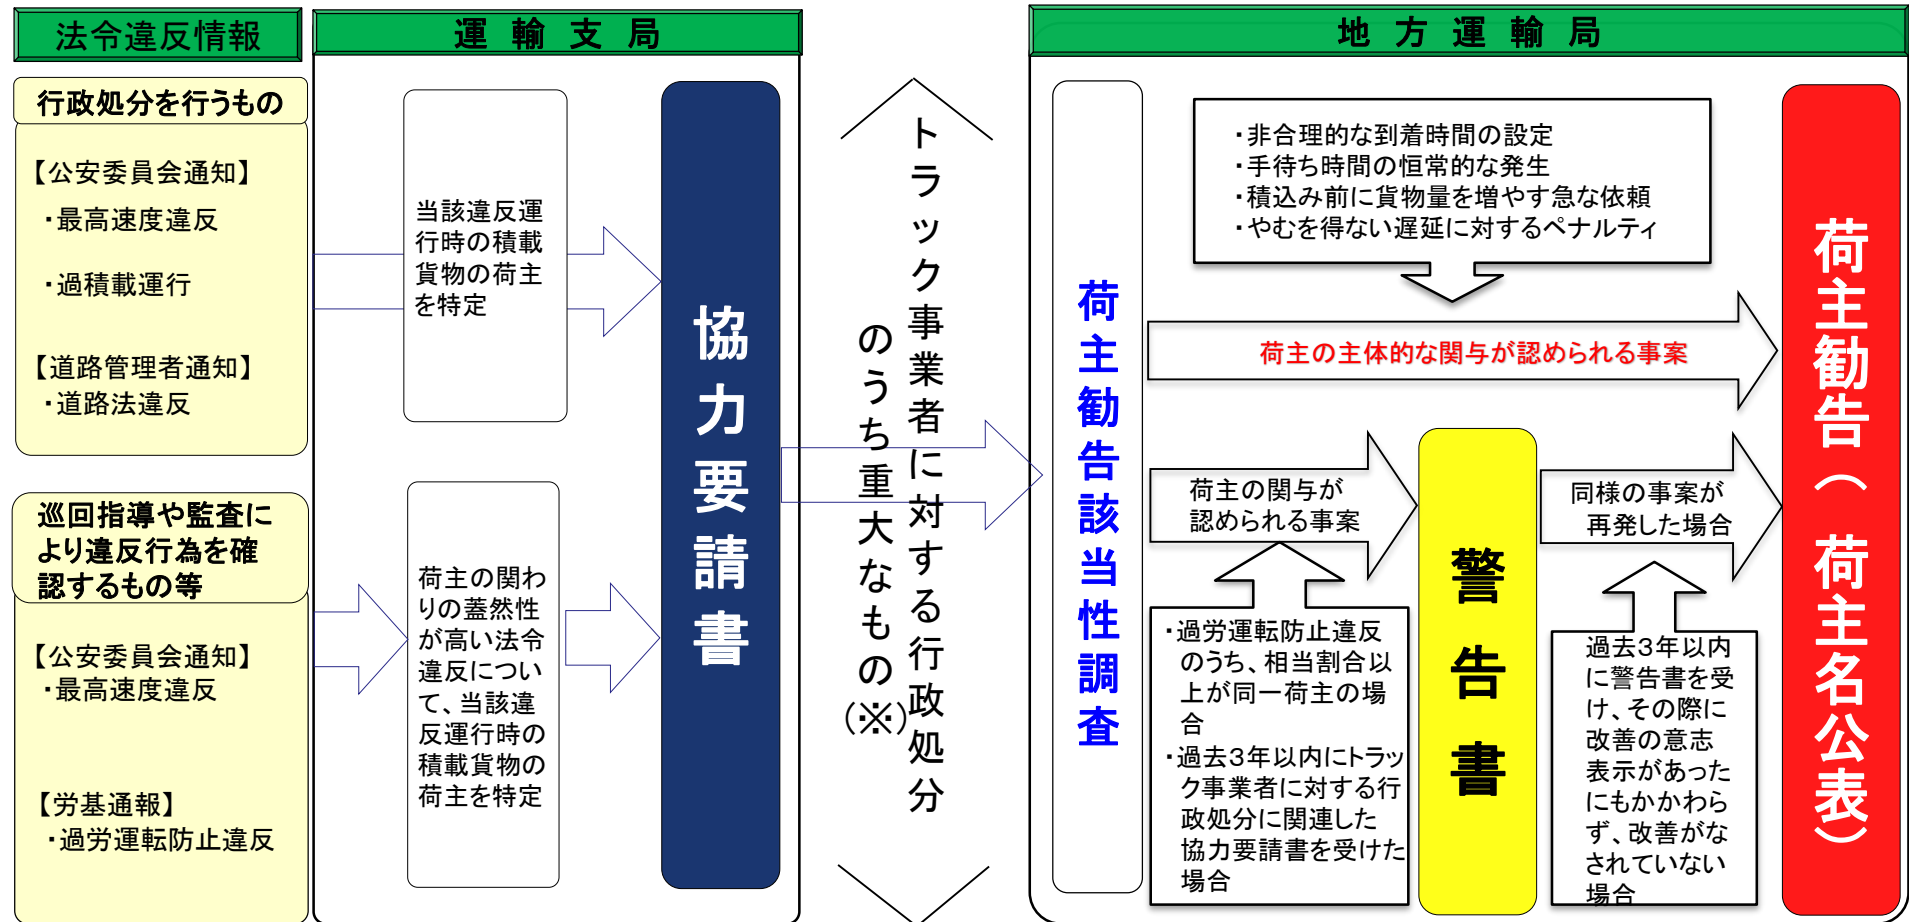 法令違反情報
運輸支局
地方運輸局
行政処分を行うもの
【公安委員会通知】
・最高速度違反
・過積載運行
【道路管理者通知】
・道路法違反
巡回指導や監査に
より違反行為を確
認するもの等
【公安委員会通知】
・最高速度違反
【労基通報】
・過労運転防止違反
当該違反運
行時の積載
貨物の荷主
を特定
荷主の関わ
りの蓋然性
が高い法令
違反につい
て、当該違
反運行時の
積載貨物の
荷主を特定
協力要請書
トラック事業者に対する行政処分
のうち重大なもの(※)
荷主勧告該当性調査
・非合理的な到着時間の設定
・手待ち時間の恒常的な発生
・積込み前に貨物量を増やす急な依頼
・やむを得ない遅延に対するペナルティ
荷主の主体的な関与が認められる事案
荷主の関与が
認められる事案
・過労運転防止違反
のうち、相当割合以
上が同一荷主の場
合
・過去3年以内にトラッ
ク事業者に対する行
政処分に関連した
協力要請書を受けた
場合
警告書
同様の事案が
再発した場合
過去3年以内
に警告書を受
け、その際に
改善の意志
表示があった
にもかかわら
ず、改善がな
されていない
場合
荷主勧告(荷主名公表)